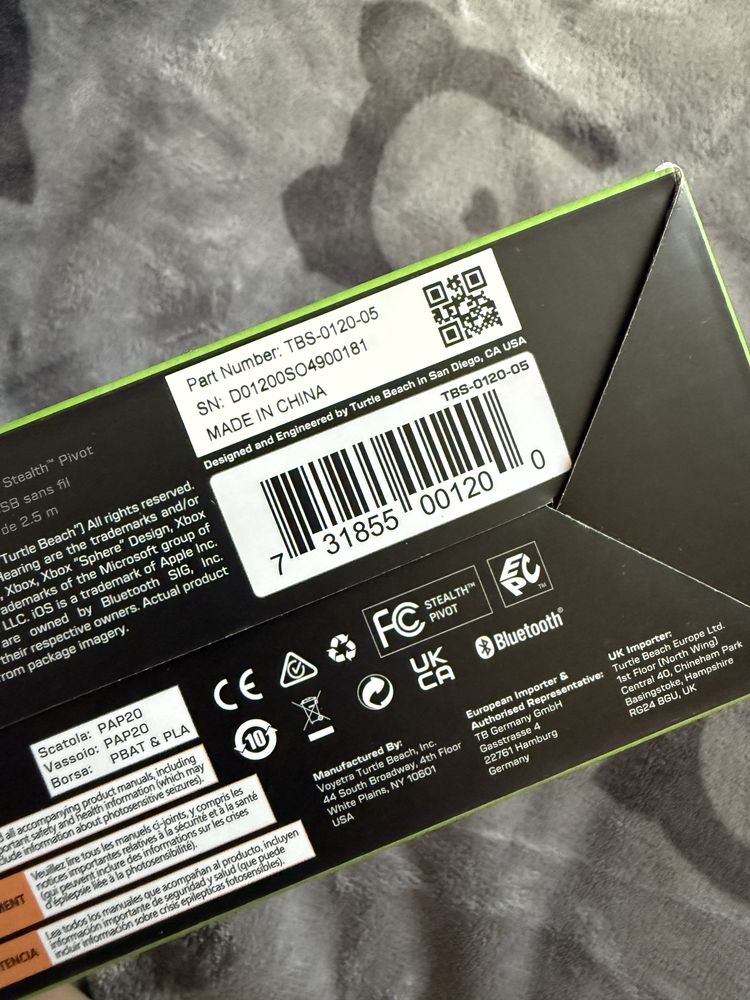 Part Number: TBS-0120-05
SN: D01200SO4900181
MADE IN CHINA
Designed and Engineered by Turtle Beach in San Diego, CA USA
TBS-0120-05
7 31855 00120 0
Stealth™ Pivot
SB sans fil
de 2.5 m
Turtle Beach"] All rights reserved.
Hearing are the trademarks and/or
, Xbox, Xbox "Sphere" Design, Xbox
ademarks of the Microsoft group of
LLC. iOS is a trademark of Apple Inc.
are owned by Bluetooth SIG, Inc.
their respective owners. Actual product
rom package imagery.
CE
FC STEALTH™
PIVOT
EPC™
10
UK
CA
Bluetooth®
Scatola: PAP20
Vassoio: PAP20
Borsa: PBAT & PLA
Manufactured By:
Voyetra Turtle Beach, Inc.
44 South Broadway, 4th Floor
White Plains, NY 10601
USA
European Importer &
Authorised Representative:
TB Germany GmbH
Gasstrasse 4
22761 Hamburg
Germany
UK Importer:
Turtle Beach Europe Ltd.
1st Floor (North Wing)
Central 40, Chineham Park
Basingstoke, Hampshire
RG24 8GU, UK
d all accompanying product manuals, including
portant safety and health information (which may
clude information about photosensitive seizures).
MENT
Veuillez lire tous les manuels ci-joints, y compris les
notices importantes relatives à la sécurité et à la santé
(qui peuvent inclure des informations sur les crises
d'épilepsie liée à la photosensibilité).
TENCIA
Lea todos los manuales que acompañan al producto, incluyen
información importante de seguridad y salud (que puede
incluir información sobre crisis epilépticas fotosensibles).